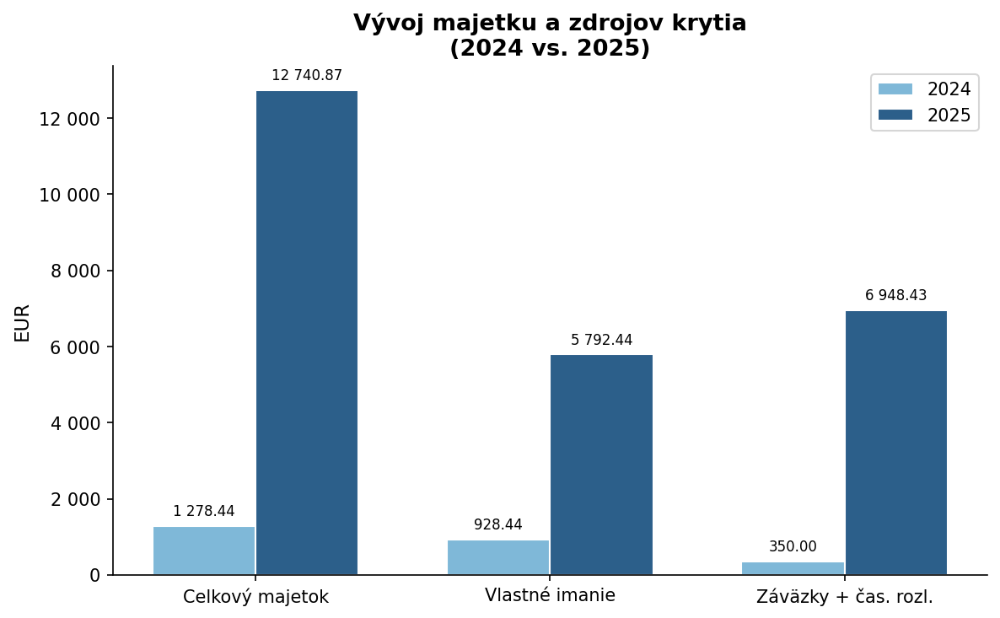 Vývoj majetku a zdrojov krytia
(2024 vs. 2025)
2024
2025
EUR
12 000
10 000
8 000
6 000
4 000
2 000
0
12 740.87
1 278.44
5 792.44
928.44
6 948.43
350.00
Celkový majetok
Vlastné imanie
Záväzky + čas. rozl.